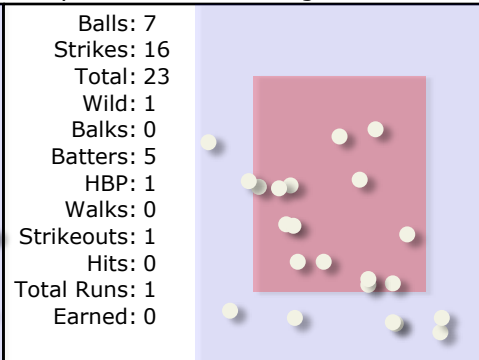 Balls: 7
Strikes: 16
Total: 23
Wild: 1
Balks: 0
Batters: 5
HBP: 1
Walks: 0
Strikeouts: 1
Hits: 0
Total Runs: 1
Earned: 0